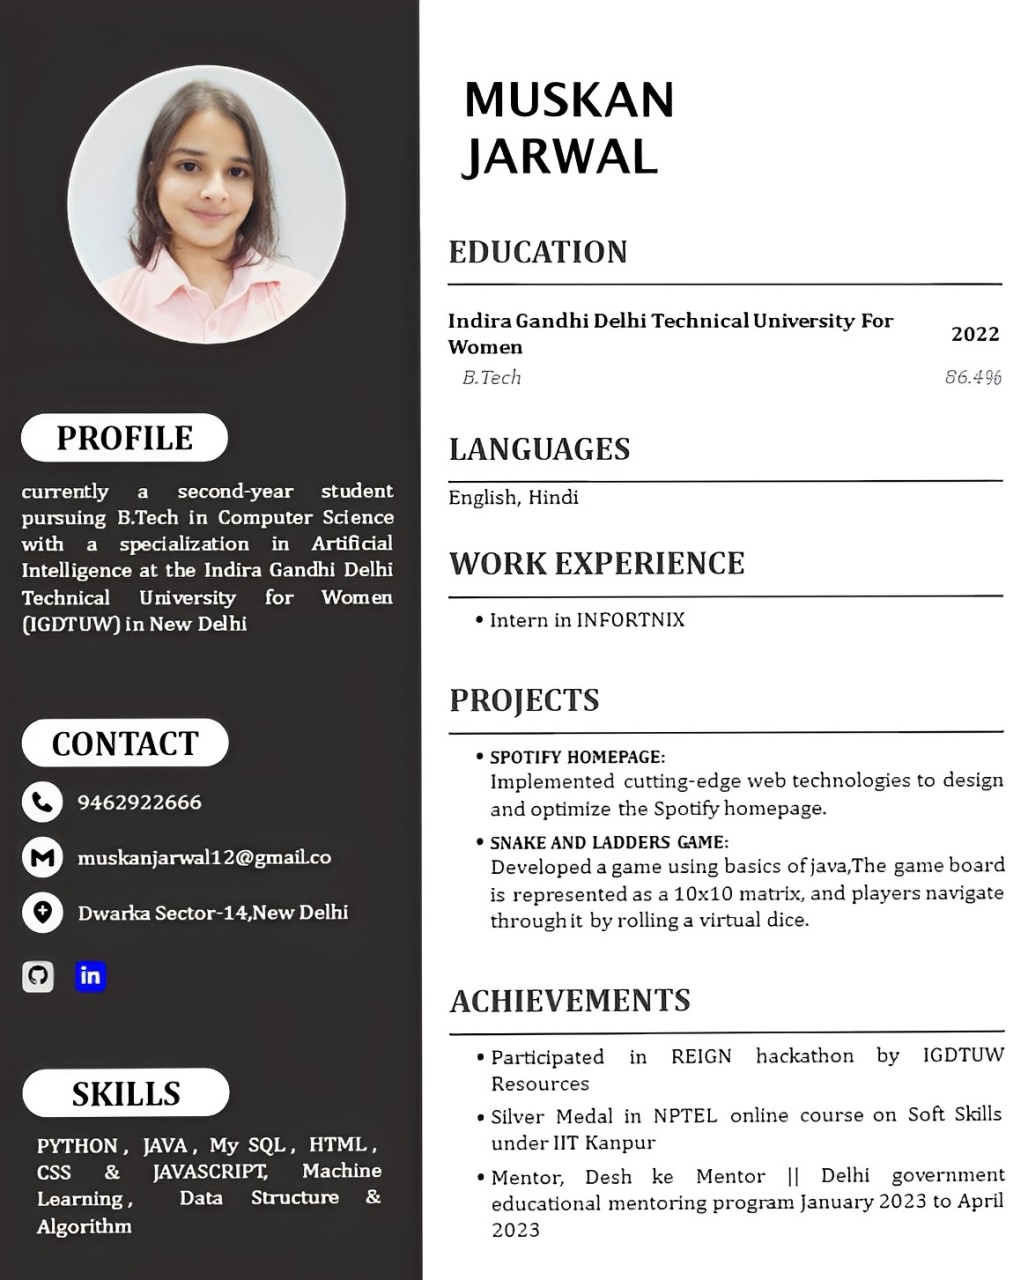 MUSKAN
JARWAL
PROFILE
currently a second-year student
pursuing B.Tech in Computer Science
with a specialization in Artificial
Intelligence at the Indira Gandhi Delhi
Technical University for Women
(IGDTUW) in New Delhi
CONTACT
9462922666
muskanjarwal12@gmail.co
Dwarka Sector-14,New Delhi
in
SKILLS
PYTHON , JAVA , My SQL , HTML ,
CSS & JAVASCRIPT, Machine
Learning , Data Structure &
Algorithm
EDUCATION
Indira Gandhi Delhi Technical University For
Women
2022
B.Tech
86.4%
LANGUAGES
English, Hindi
WORK EXPERIENCE
• Intern in INFORTNIX
PROJECTS
• SPOTIFY HOMEPAGE:
Implemented cutting-edge web technologies to design
and optimize the Spotify homepage.
• SNAKE AND LADDERS GAME:
Developed a game using basics of java,The game board
is represented as a 10x10 matrix, and players navigate
through it by rolling a virtual dice.
ACHIEVEMENTS
• Participated in REIGN hackathon by IGDTUW
Resources
• Silver Medal in NPTEL online course on Soft Skills
under IIT Kanpur
• Mentor, Desh ke Mentor || Delhi government
educational mentoring program January 2023 to April
2023